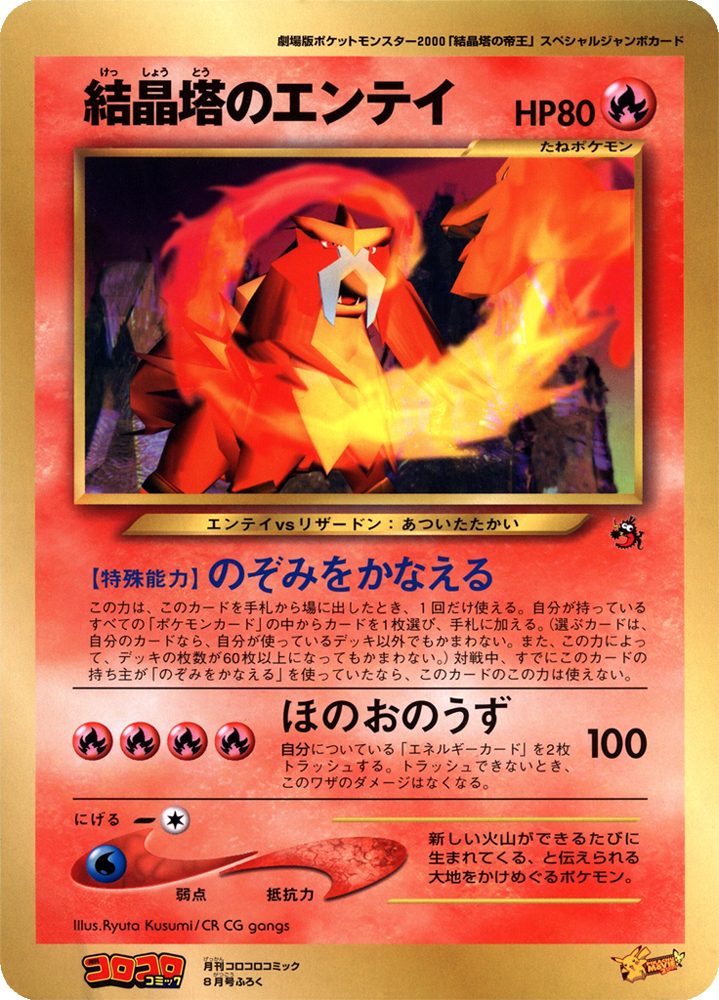 劇場版ポケットモンスター2000「結晶塔の帝王」スペシャルジャンボカード
けっ しょう とう
結晶塔のエンテイ HP80
たねポケモン
エンテイvsリザードン：あついたたかい
【特殊能力】のぞみをかなえる
この力は、このカードを手札から場に出したとき、1回だけ使える。自分が持っている
すべての「ポケモンカード」の中からカードを1枚選び、手札に加える。（選ぶカードは、
自分のカードなら、自分が使っているデッキ以外でもかまわない。また、この力によっ
て、デッキの枚数が60枚以上になってもかまわない。）対戦中、すでにこのカードの
持ち主が「のぞみをかなえる」を使っていたなら、このカードのこの力は使えない。
ほのおのうず 100
自分についている「エネルギーカード」を2枚
トラッシュする。トラッシュできないとき、
このワザのダメージはなくなる。
にげる
弱点 抵抗力
新しい火山ができるたびに
生まれてくる、と伝えられる
大地をかけめぐるポケモン。
Illus.Ryuta Kusumi/CR CG gangs
月刊
コロコロ
コミック
げっかん
月刊コロコロコミック
がつごう
8月号ふろく